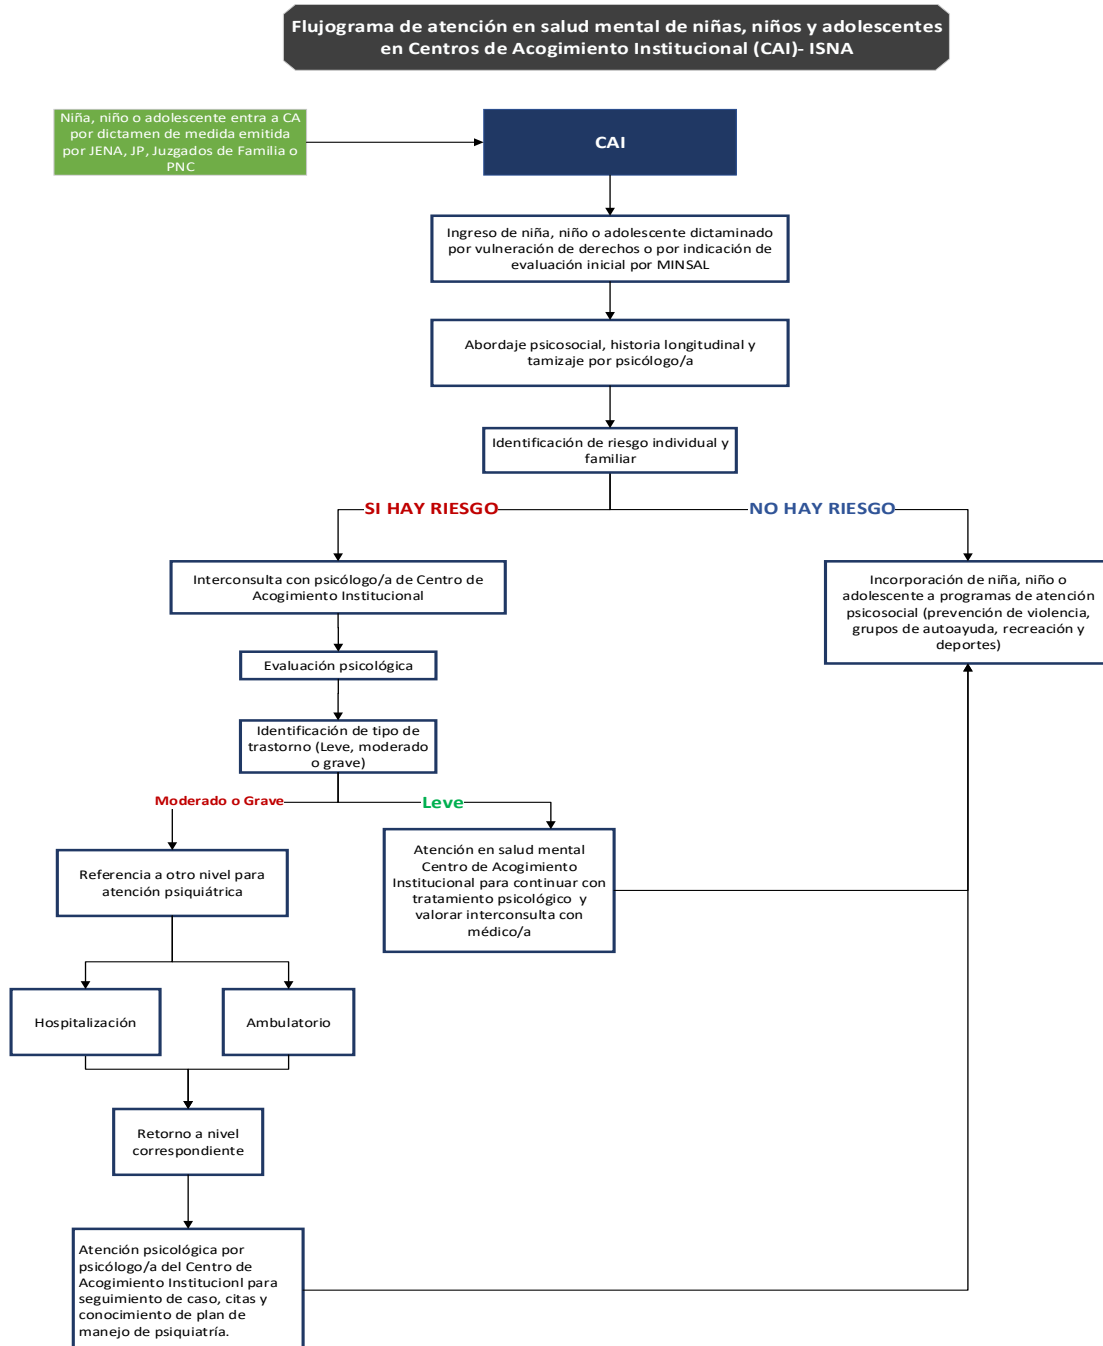 Flujograma de atención en salud mental de niñas, niños y adolescentes
en Centros de Acogimiento Institucional (CAI)- ISNA
Niña, niño o adolescente entra a CA
por dictamen de medida emitida
por JENA, JP, Juzgados de Familia o
PNC
CAI
Ingreso de niña, niño o adolescente dictaminado
por vulneración de derechos o por indicación de
evaluación inicial por MINSAL
Abordaje psicosocial, historia longitudinal y
tamizaje por psicólogo/a
Identificación de riesgo individual y
familiar
SI HAY RIESGO
NO HAY RIESGO
Interconsulta con psicólogo/a de Centro de
Acogimiento Institucional
Incorporación de niña, niño o
adolescente a programas de atención
psicosocial (prevención de violencia,
grupos de autoayuda, recreación y
deportes)
Evaluación psicológica
Identificación de tipo de
trastorno (Leve, moderado
o grave)
Moderado o Grave
Leve
Referencia a otro nivel para
atención psiquiátrica
Atención en salud mental
Centro de Acogimiento
Institucional para continuar con
tratamiento psicológico  y
valorar interconsulta con
médico/a
Hospitalización
Ambulatorio
Retorno a nivel
correspondiente
Atención psicológica por
psicólogo/a del Centro de
Acogimiento Institucionl para
seguimiento de caso, citas y
conocimiento de plan de
manejo de psiquiatría.